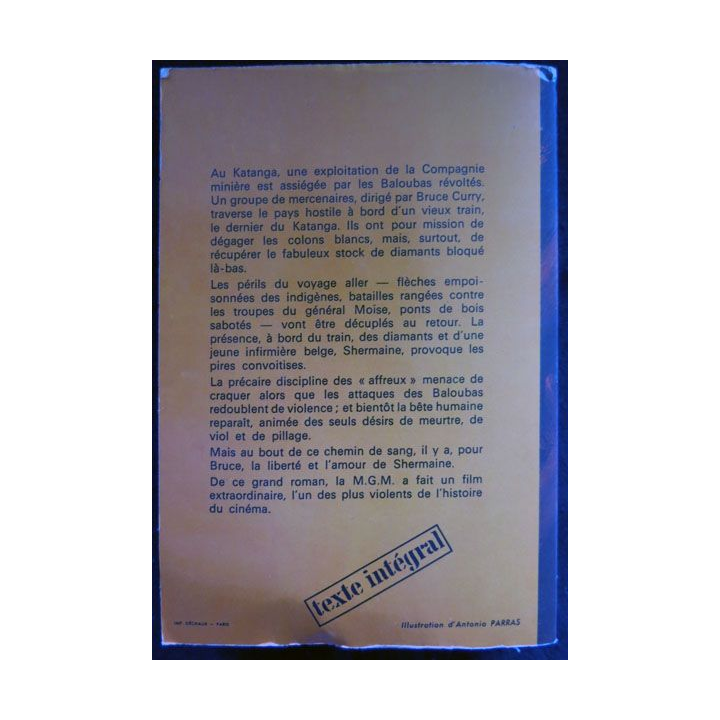 Au Katanga, une exploitation de la Compagnie
minière est assiégée par les Baloubas révoltés.
Un groupe de mercenaires, dirigé par Bruce Curry,
traverse le pays hostile à bord d'un vieux train,
le dernier du Katanga. Ils ont pour mission de
dégager les colons blancs, mais, surtout, de
récupérer le fabuleux stock de diamants bloqué
là-bas.
Les périls du voyage aller — flèches empoi-
sonnées des indigènes, batailles rangées contre
les troupes du général Moise, ponts de bois
sabotés — vont être décuplés au retour. La
présence, à bord du train, des diamants et d'une
jeune infirmière belge, Shermaine, provoque les
pires convoitises.
La précaire discipline des « affreux » menace de
craquer alors que les attaques des Baloubas
redoublent de violence ; et bientôt la bête humaine
reparaît, animée des seuls désirs de meurtre, de
viol et de pillage.
Mais au bout de ce chemin de sang, il y a, pour
Bruce, la liberté et l'amour de Shermaine.
De ce grand roman, la M.G.M. a fait un film
extraordinaire, l'un des plus violents de l'histoire
du cinéma.
texte intégral
IMP. DÉCHAUX — PARIS
Illustration d'Antonio PARRAS